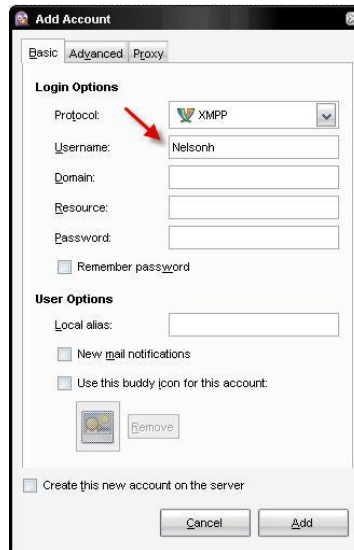 Add Account
Basic Advanced Proxy
Login Options
Protocol: XMPP
Username: Nelsonh
Domain:
Resource:
Password:
Remember password
User Options
Local alias:
New mail notifications
Use this buddy icon for this account:
Remove
Create this new account on the server
Cancel Add